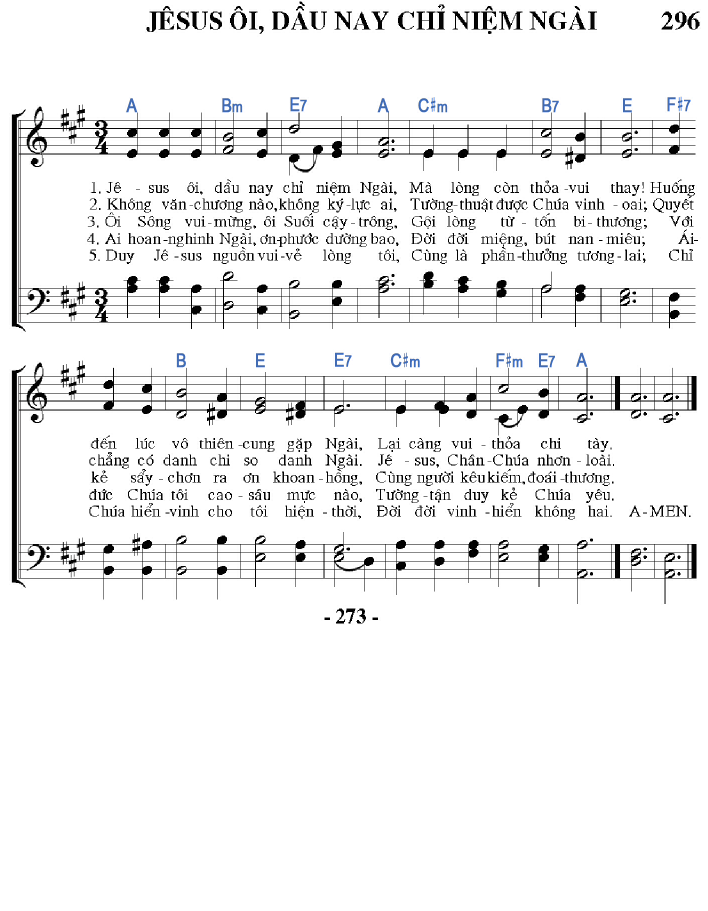 JÊSUS ÔI, DẦU NAY CHỈ NIỆM NGÀI 296
A Bm E7 A C#m B7 E F#7
1. Jê - sus ôi, dầu nay chỉ niệm Ngài, Mà lòng còn thỏa - vui thay! Huống
2. Không văn - chương nào, không ký - lực ai, Tường - thuật được Chúa vinh - oai; Quyết
3. Ôi Sông vui - mừng, ôi Suối cậy - trông, Gội lòng từ - tốn bi - thương; Với
4. Ai hoan - nghinh Ngài, ơn - phước dường bao, Đời đời miệng, bút nan - miêu; Ái-
5. Duy Jê - sus nguồn vui - vẻ lòng tôi, Cùng là phần - thưởng tương - lai; Chỉ
B E E7 C#m F#m E7 A
đến lúc vô thiên - cung gặp Ngài, Lại càng vui - thỏa chi tày.
chẳng có danh chi so danh Ngài. Jê - sus, Chân - Chúa nhơn - loài.
kẻ sẩy - chơn ra ơn khoan - hồng, Cùng người kêu kiếm, đoái - thương.
đức Chúa tôi cao - sâu mực nào, Tường - tận duy kẻ Chúa yêu.
Chúa hiển - vinh cho tôi hiện - thời, Đời đời vinh - hiển không hai. A - MEN.
- 273 -